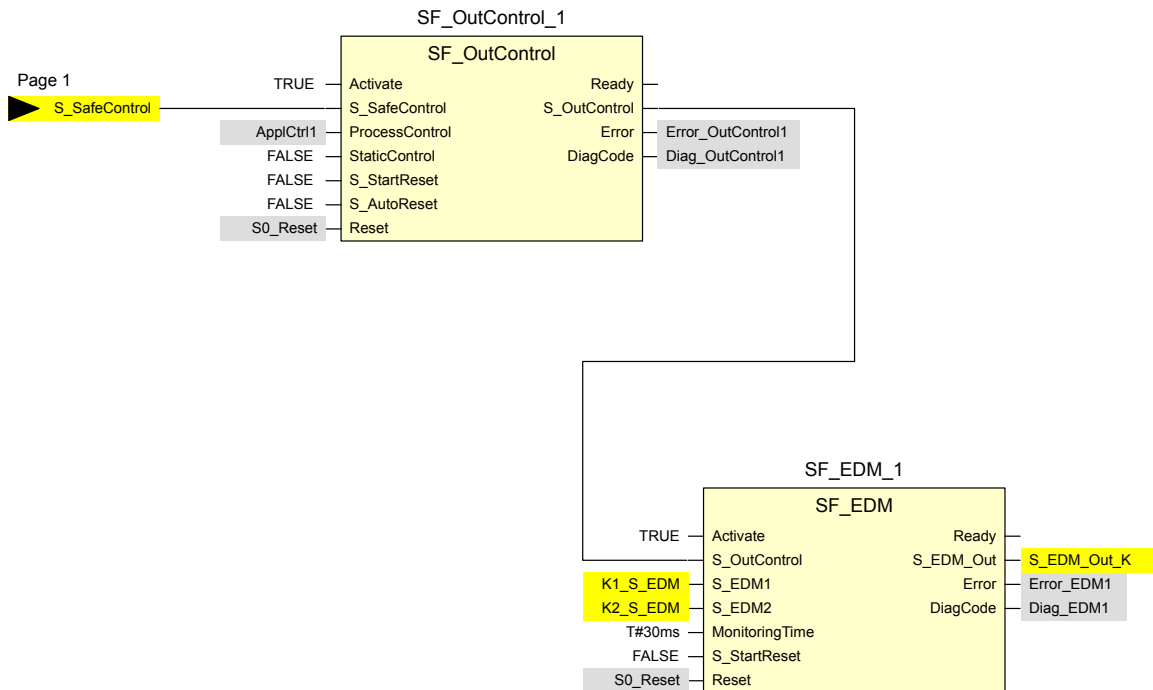 SF_OutControl_1
SF_OutControl
Page 1
TRUE Activate Ready
S_SafeControl S_SafeControl S_OutControl
ApplCtrl1 ProcessControl Error Error_OutControl1
FALSE StaticControl DiagCode Diag_OutControl1
FALSE S_StartReset
FALSE S_AutoReset
S0_Reset Reset
SF_EDM_1
SF_EDM
TRUE Activate Ready
S_OutControl S_EDM_Out S_EDM_Out_K
K1_S_EDM S_EDM1 Error Error_EDM1
K2_S_EDM S_EDM2 DiagCode Diag_EDM1
T#30ms MonitoringTime
FALSE S_StartReset
S0_Reset Reset